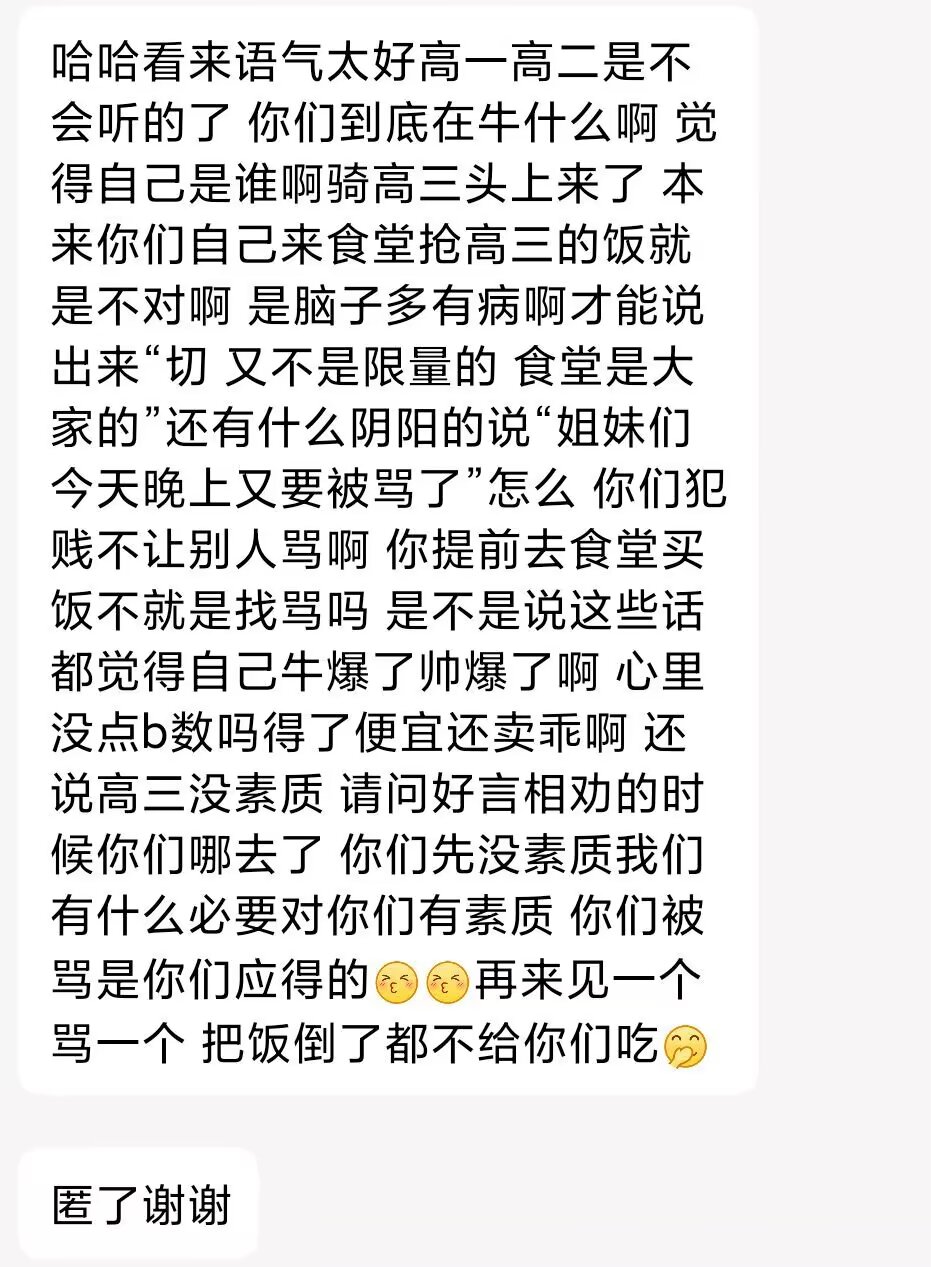 哈哈看来语气太好高一高二是不
会听的了 你们到底在牛什么啊 觉
得自己是谁啊骑高三头上来了 本
来你们自己来食堂抢高三的饭就
是不对啊 是脑子多有病啊才能说
出来“切 又不是限量的 食堂是大
家的”还有什么阴阳的说“姐妹们
今天晚上又要被骂了”怎么 你们犯
贱不让别人骂啊 你提前去食堂买
饭不就是找骂吗 是不是说这些话
都觉得自己牛爆了帅爆了啊 心里
没点b数吗得了便宜还卖乖啊 还
说高三没素质 请问好言相劝的时
候你们哪去了 你们先没素质我们
有什么必要对你们有素质 你们被
骂是你们应得的😚😚再来见一个
骂一个 把饭倒了都不给你们吃🤭
匿了谢谢